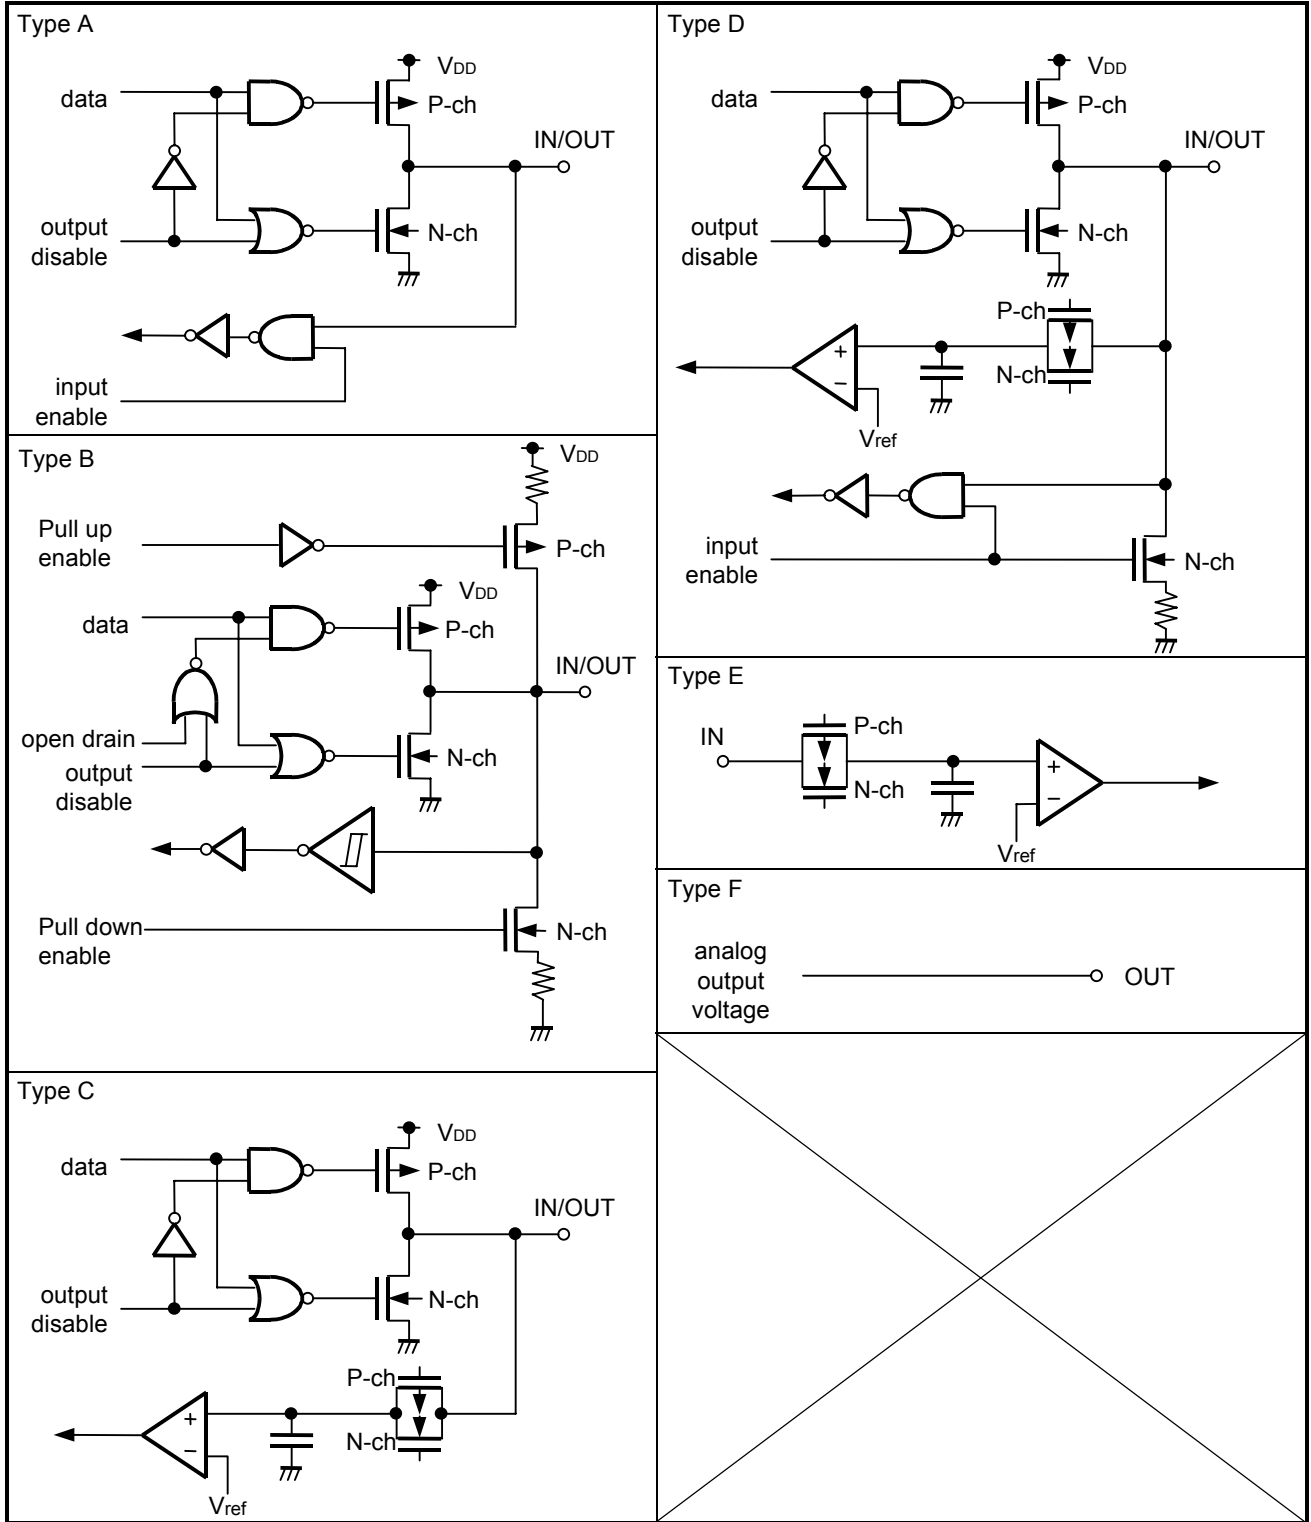 Type A
VDD
data
P-ch
IN/OUT
output
disable
N-ch
input
enable
Type B
VDD
Pull up
enable
P-ch
VDD
data
P-ch
IN/OUT
open drain
output
disable
N-ch
Pull down
enable
N-ch
Type C
VDD
data
P-ch
IN/OUT
output
disable
N-ch
P-ch
+
−
N-ch
Vref
Type D
VDD
data
P-ch
IN/OUT
output
disable
N-ch
P-ch
+
−
N-ch
Vref
input
enable
N-ch
Type E
IN
P-ch
N-ch
+
−
Vref
Type F
analog
output
voltage
OUT